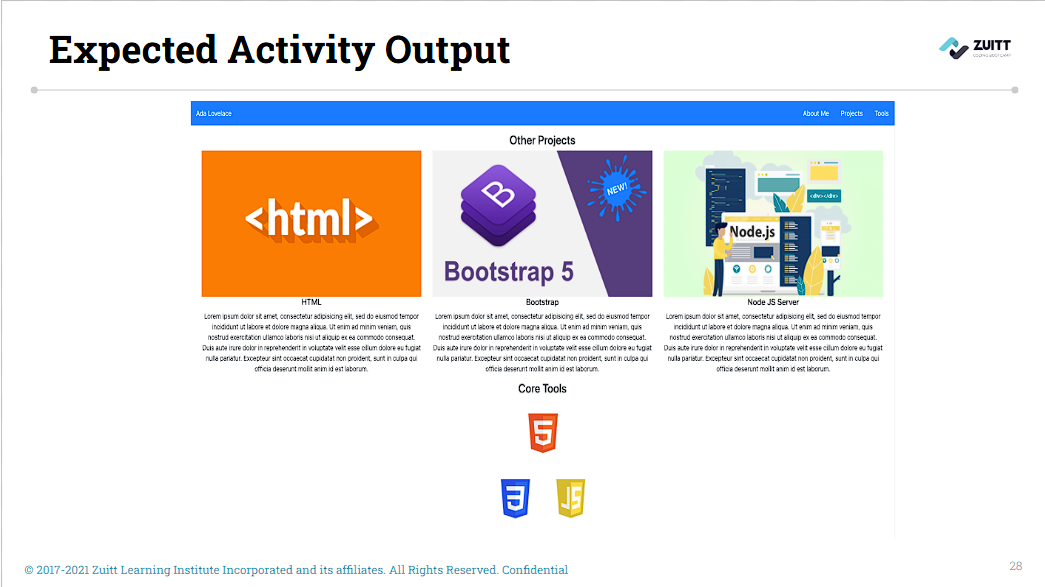 Expected Activity Output
ZUITT
CODING BOOTCAMP
Ada Lovelace
About Me Projects Tools
Other Projects
<html>
B
NEW!
Bootstrap 5
<div></div>
Node.js
HTML
Bootstrap
Node JS Server
Lorem ipsum dolor sit amet, consectetur adipisicing elit, sed do eiusmod tempor
incididunt ut labore et dolore magna aliqua. Ut enim ad minim veniam, quis
nostrud exercitation ullamco laboris nisi ut aliquip ex ea commodo consequat.
Duis aute irure dolor in reprehenderit in voluptate velit esse cillum dolore eu fugiat
nulla pariatur. Excepteur sint occaecat cupidatat non proident, sunt in culpa qui
officia deserunt mollit anim id est laborum.
Lorem ipsum dolor sit amet, consectetur adipisicing elit, sed do eiusmod tempor
incididunt ut labore et dolore magna aliqua. Ut enim ad minim veniam, quis
nostrud exercitation ullamco laboris nisi ut aliquip ex ea commodo consequat.
Duis aute irure dolor in reprehenderit in voluptate velit esse cillum dolore eu fugiat
nulla pariatur. Excepteur sint occaecat cupidatat non proident, sunt in culpa qui
officia deserunt mollit anim id est laborum.
Lorem ipsum dolor sit amet, consectetur adipisicing elit, sed do eiusmod tempor
incididunt ut labore et dolore magna aliqua. Ut enim ad minim veniam, quis
nostrud exercitation ullamco laboris nisi ut aliquip ex ea commodo consequat.
Duis aute irure dolor in reprehenderit in voluptate velit esse cillum dolore eu fugiat
nulla pariatur. Excepteur sint occaecat cupidatat non proident, sunt in culpa qui
officia deserunt mollit anim id est laborum.
Core Tools
5
3 JS
© 2017-2021 Zuitt Learning Institute Incorporated and its affiliates. All Rights Reserved. Confidential
28